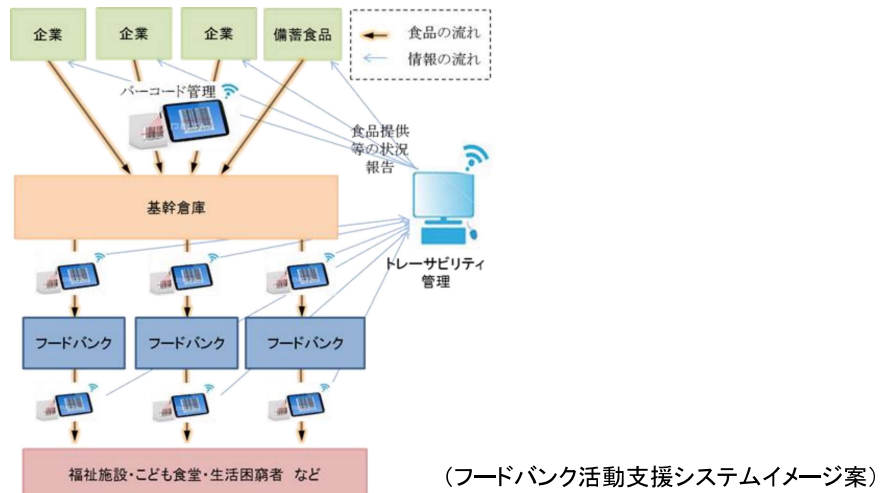 企業
企業
企業
備蓄食品
食品の流れ
情報の流れ
バーコード管理
食品提供
等の状況
報告
基幹倉庫
トレーサビリティ
管理
フードバンク
フードバンク
フードバンク
福祉施設・こども食堂・生活困窮者 など
(フードバンク活動支援システムイメージ案)